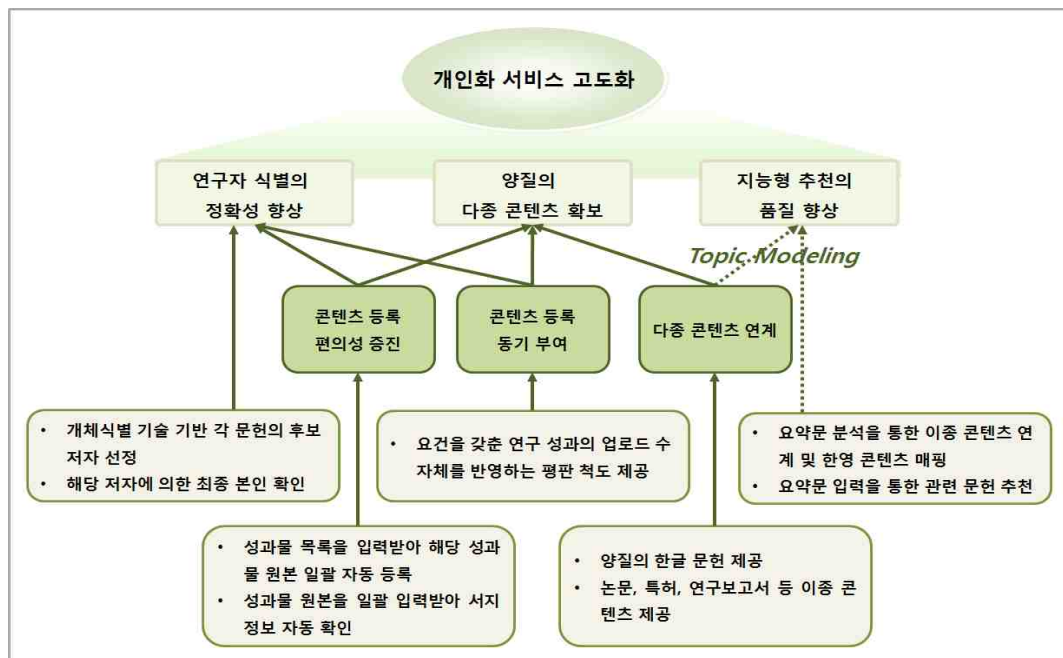 개인화 서비스 고도화
연구자 식별의
정확성 향상
양질의
다종 콘텐츠 확보
지능형 추천의
품질 향상
Topic Modeling
콘텐츠 등록
편의성 증진
콘텐츠 등록
동기 부여
다종 콘텐츠 연계
• 개체식별 기술 기반 각 문헌의 후보
저자 선정
• 해당 저자에 의한 최종 본인 확인
• 요건을 갖춘 연구 성과의 업로드 수
자체를 반영하는 평판 척도 제공
• 요약문 분석을 통한 이종 콘텐츠 연
계 및 한영 콘텐츠 매핑
• 요약문 입력을 통한 관련 문헌 추천
• 성과물 목록을 입력받아 해당 성과
물 원본 일괄 자동 등록
• 성과물 원본을 일괄 입력받아 서지
정보 자동 확인
• 양질의 한글 문헌 제공
• 논문, 특허, 연구보고서 등 이종 콘
텐츠 제공